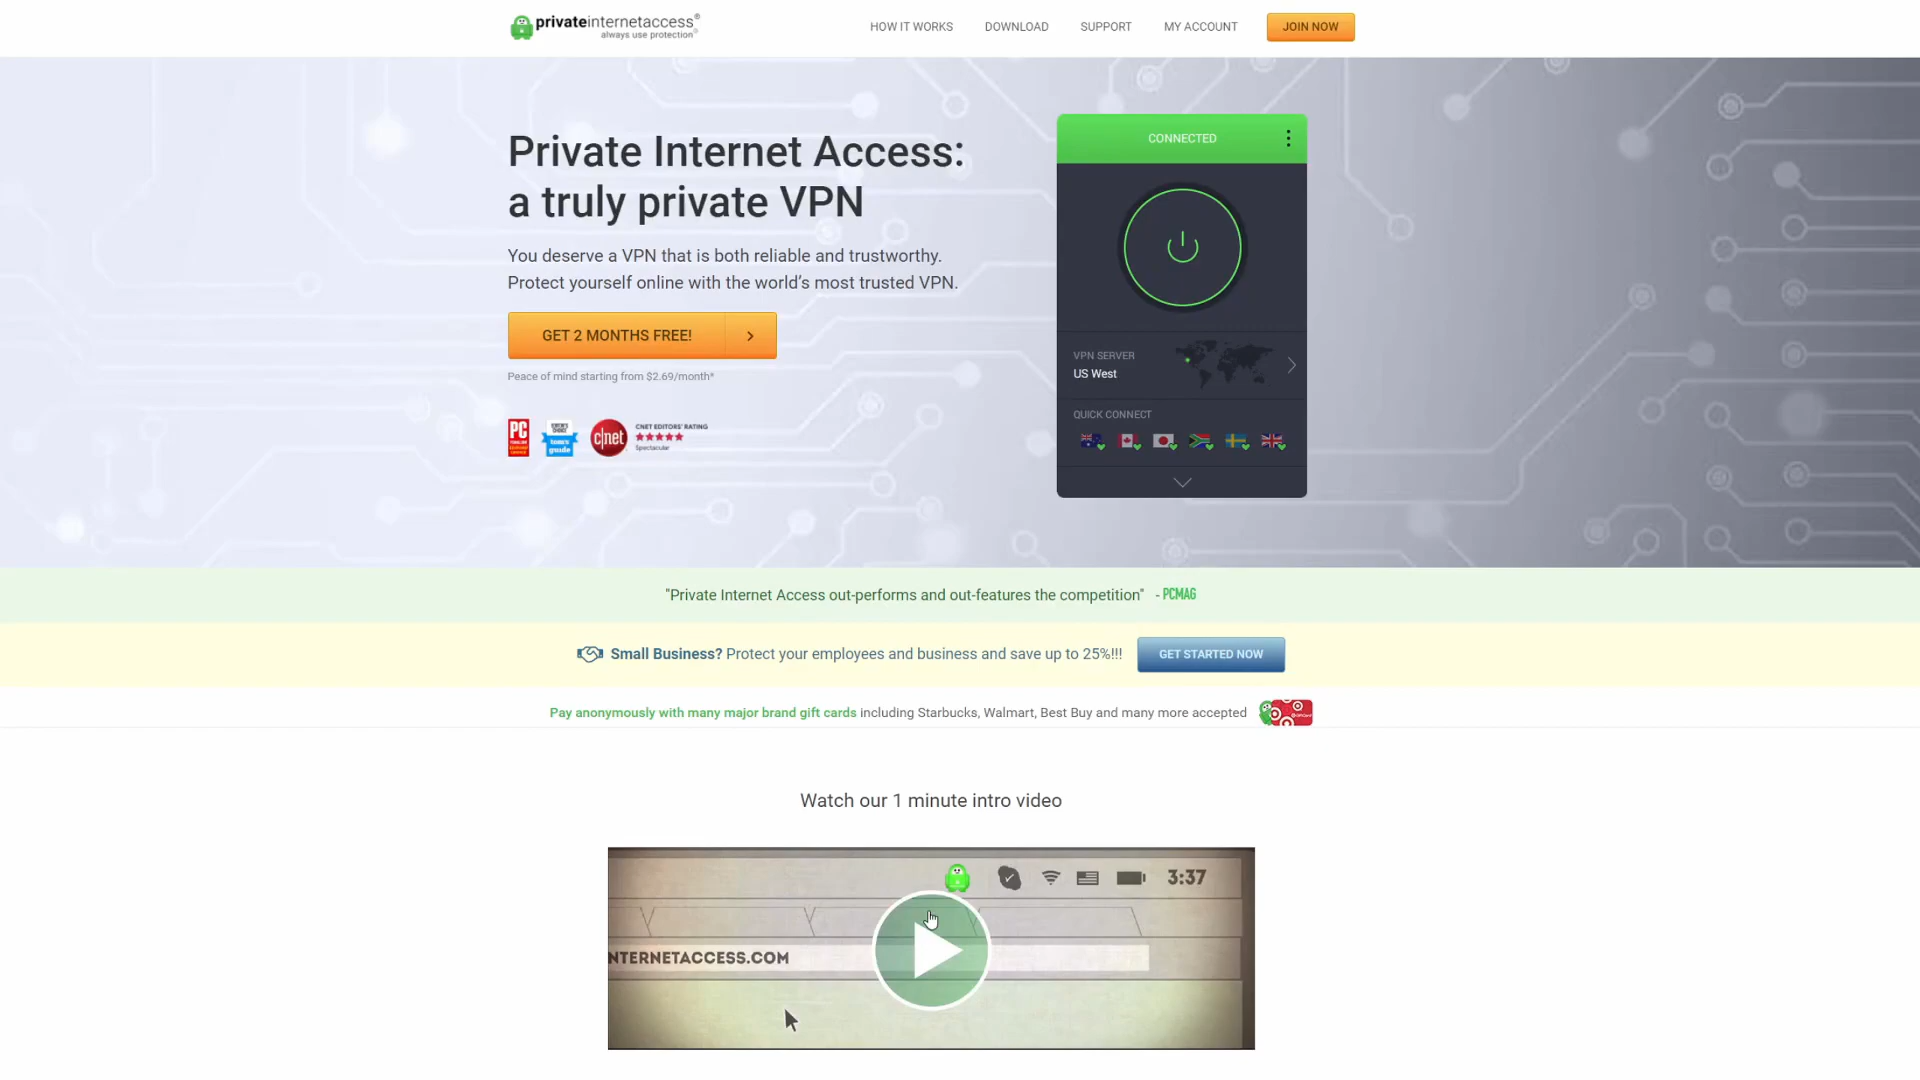 privateinternetaccess®
always use protection®
HOW IT WORKS
DOWNLOAD
SUPPORT
MY ACCOUNT
JOIN NOW
Private Internet Access:
a truly private VPN
You deserve a VPN that is both reliable and trustworthy.
Protect yourself online with the world’s most trusted VPN.
GET 2 MONTHS FREE!
Peace of mind starting from $2.69/month*
PC
tom's
guide
c|net
CNET EDITORS' RATING
Spectacular
CONNECTED
VPN SERVER
US West
QUICK CONNECT
"Private Internet Access out-performs and out-features the competition" - PCMAG
Small Business? Protect your employees and business and save up to 25%!!!
GET STARTED NOW
Pay anonymously with many major brand gift cards including Starbucks, Walmart, Best Buy and many more accepted
Watch our 1 minute intro video
3:37
NTERNETACCESS.COM